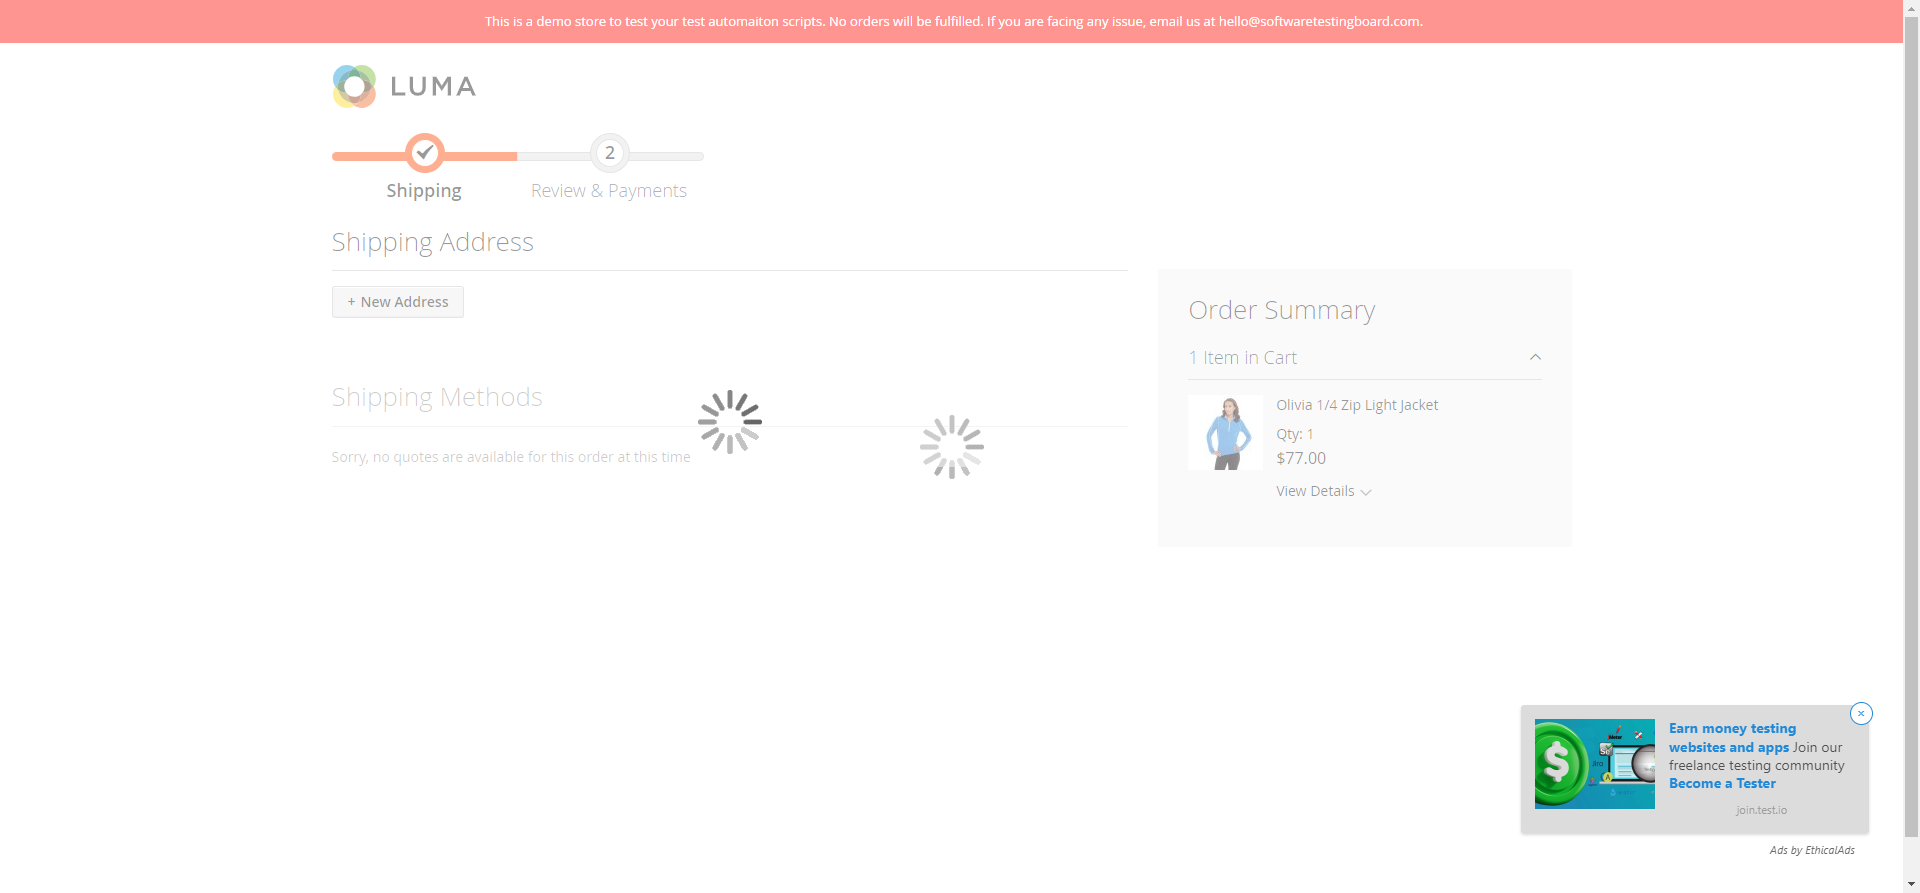 This is a demo store to test your test automaiton scripts. No orders will be fulfilled. If you are facing any issue, email us at hello@softwaretestingboard.com.
LUMA
2
Shipping
Review & Payments
Shipping Address
+ New Address
Shipping Methods
Sorry, no quotes are available for this order at this time
Order Summary
1 Item in Cart
Olivia 1/4 Zip Light Jacket
Qty: 1
$77.00
View Details
Earn money testing
websites and apps Join our
freelance testing community
Become a Tester
join.test.io
Ads by EthicalAds